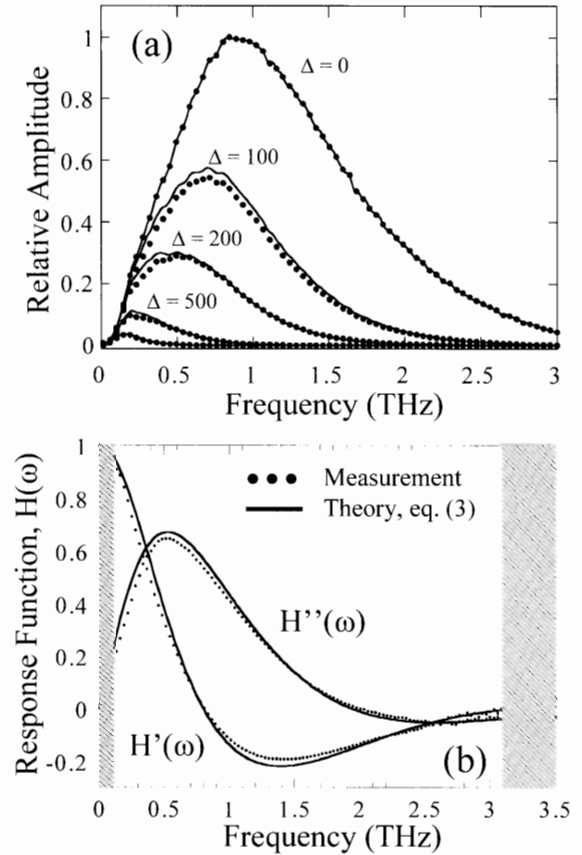 (a)
1
0.8
0.6
0.4
0.2
0
Relative Amplitude
Δ = 0
Δ = 100
Δ = 200
Δ = 500
0 0.5 1 1.5 2 2.5 3
Frequency (THz)
1
0.8
0.6
0.4
0.2
0
-0.2
Response Function, H(ω)
Measurement
Theory, eq. (3)
H''(ω)
H'(ω)
(b)
0 0.5 1 1.5 2 2.5 3 3.5
Frequency (THz)